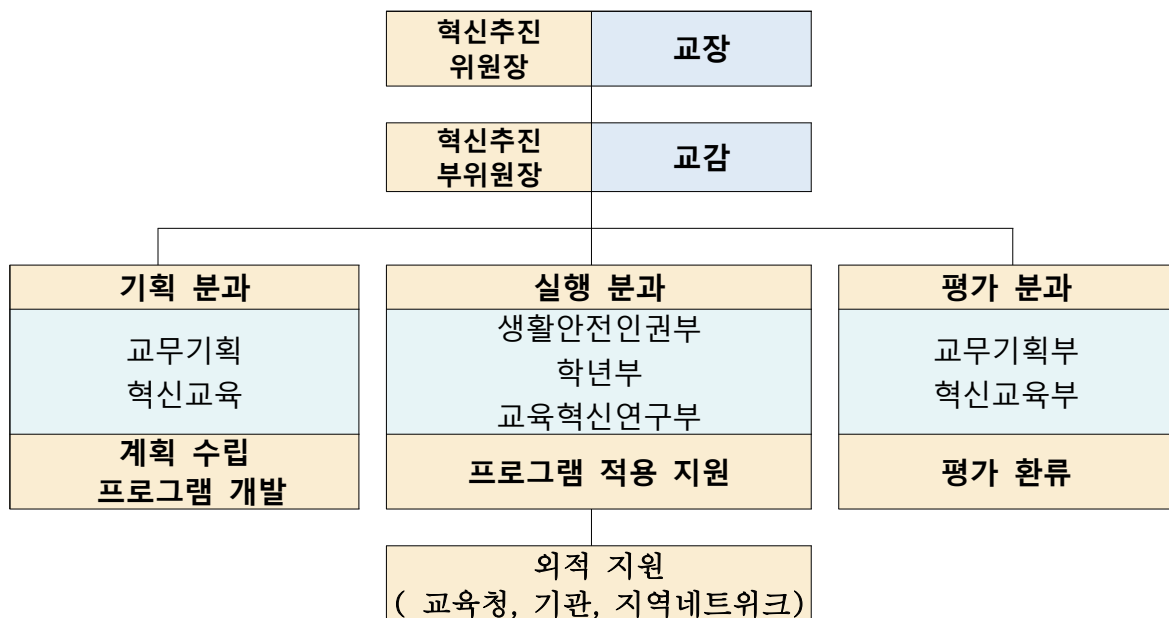 혁신추진
위원장
교장
혁신추진
부위원장
교감
기획 분과
교무기획
혁신교육
계획 수립
프로그램 개발
실행 분과
생활안전인권부
학년부
교육혁신연구부
프로그램 적용 지원
평가 분과
교무기획부
혁신교육부
평가 환류
외적 지원
( 교육청, 기관, 지역네트위크)